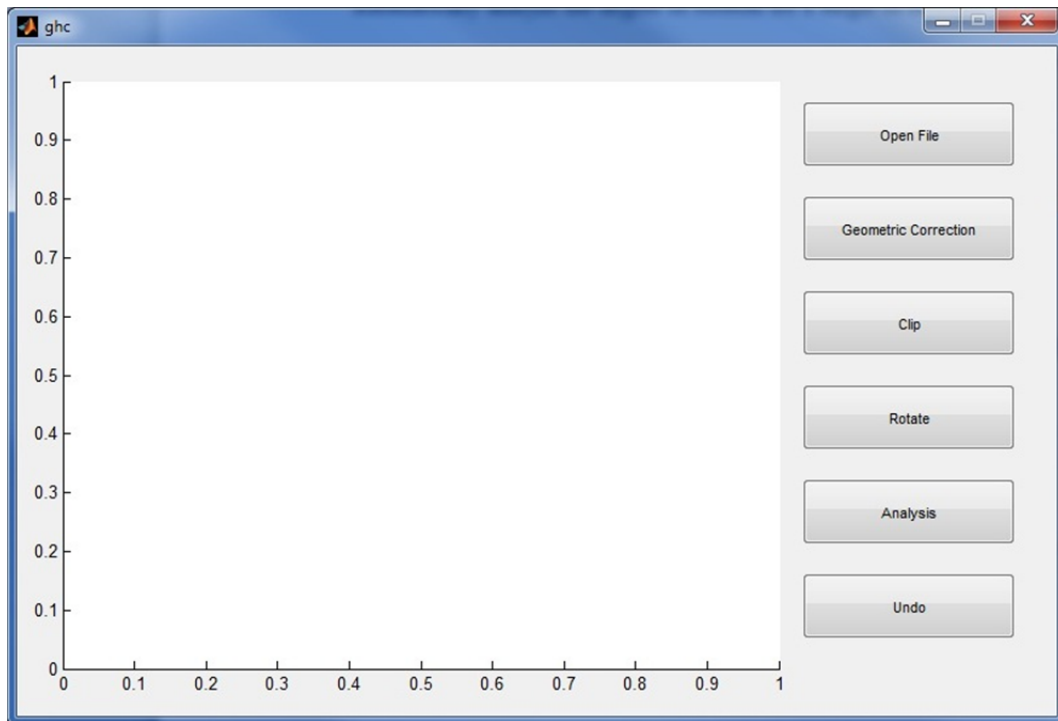 ghc
1
0.9
0.8
0.7
0.6
0.5
0.4
0.3
0.2
0.1
0
0 0.1 0.2 0.3 0.4 0.5 0.6 0.7 0.8 0.9 1
Open File
Geometric Correction
Clip
Rotate
Analysis
Undo